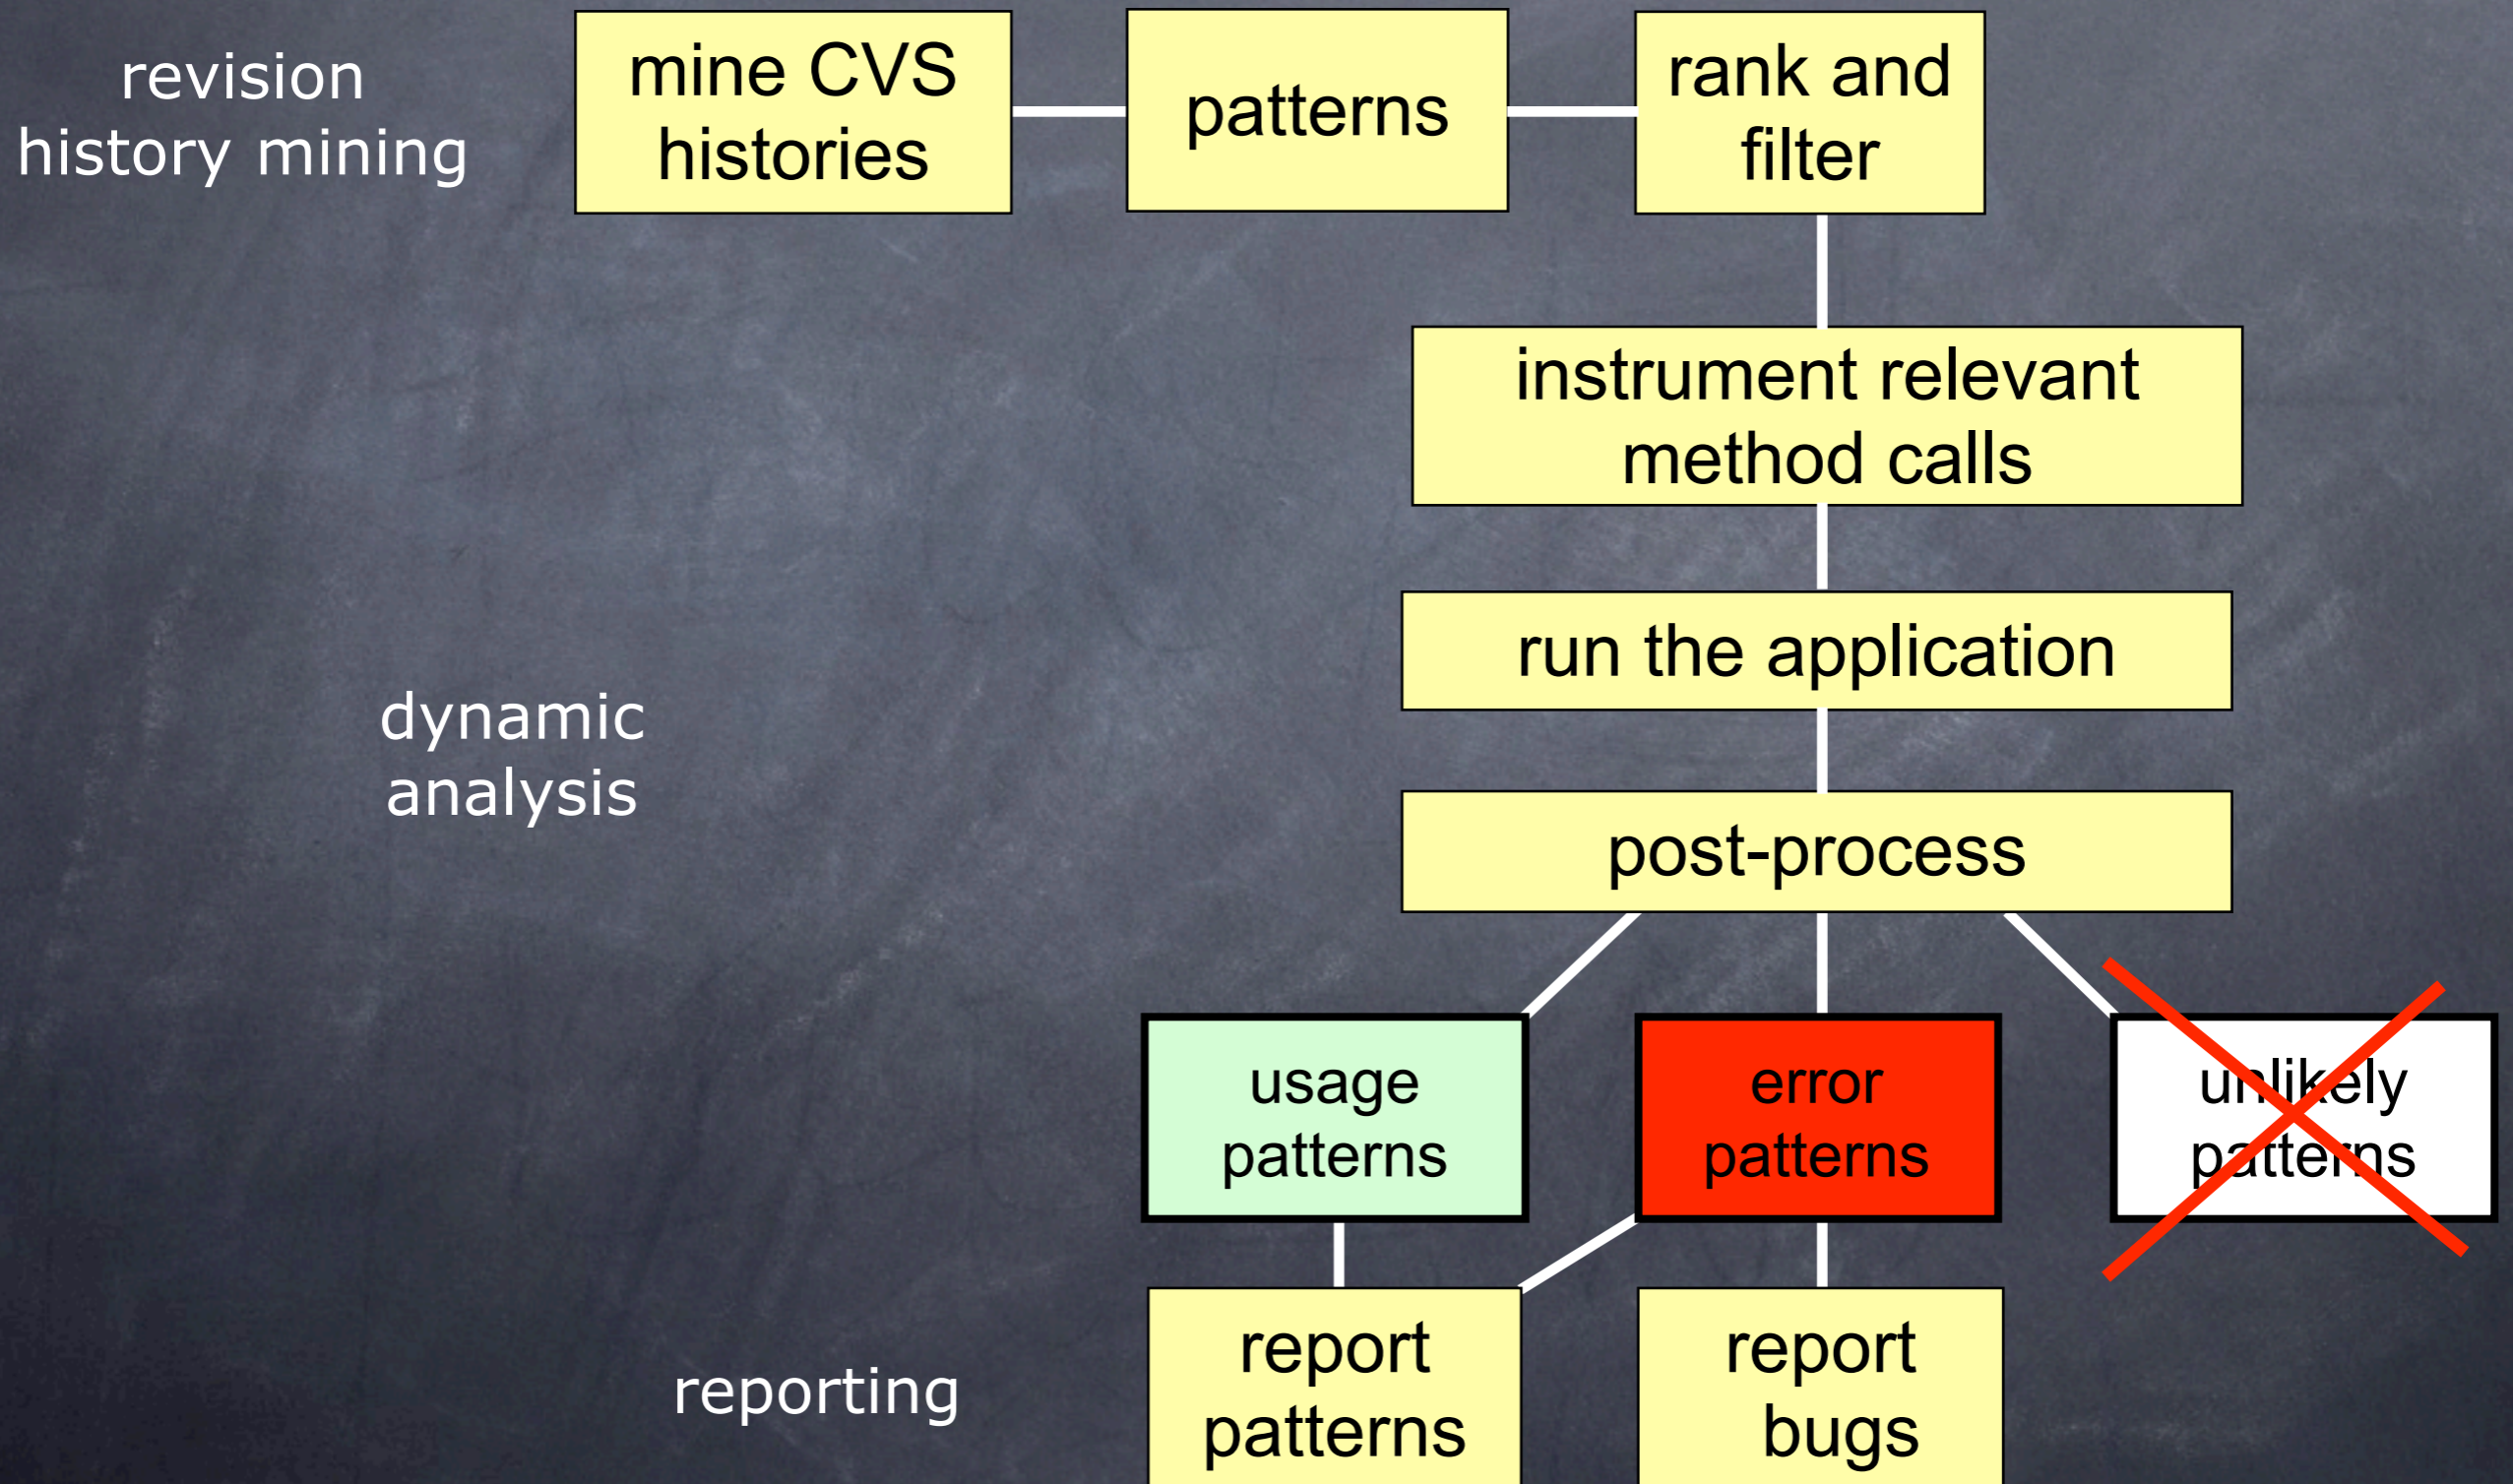 revision
history mining
mine CVS
histories
patterns
rank and
filter
instrument relevant
method calls
run the application
dynamic
analysis
post-process
usage
patterns
error
patterns
unlikely
patterns
reporting
report
patterns
report
bugs